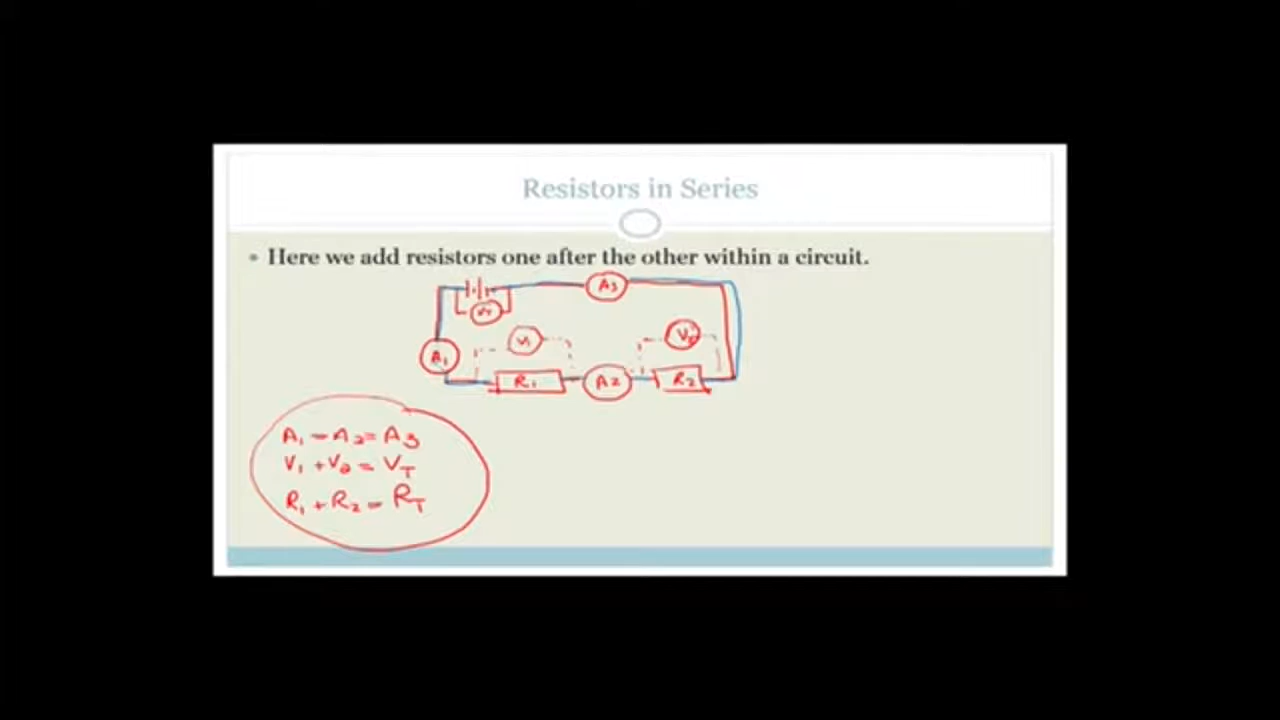 Resistors in Series
• Here we add resistors one after the other within a circuit.
A3
VT
V1
V2
A1
R1
A2
R2
A1 = A2 = A3
V1 + V2 = VT
R1 + R2 = RT